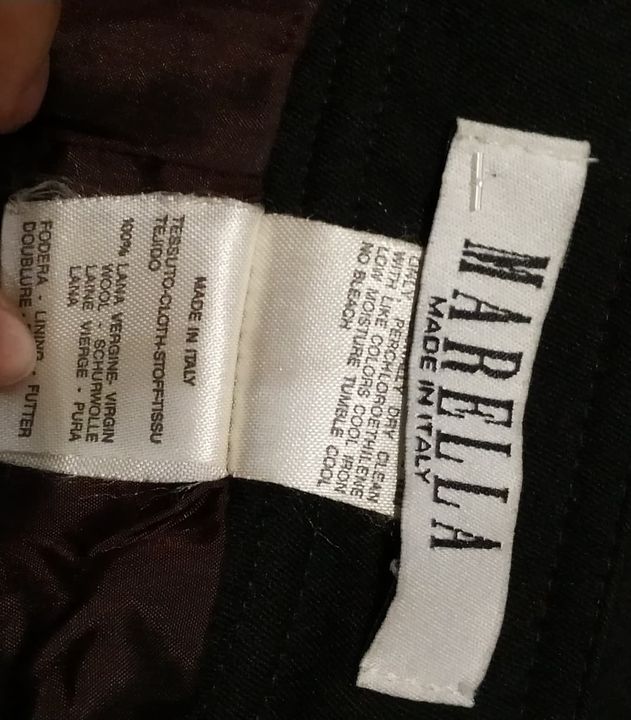 MARELLA
MADE IN ITALY
DRY CLEAN
PERCHLOROETHILENE
WITH LIKE COLORS COOL IRON
LOW MOISTURE TUMBLE COOL
NO BLEACH
MADE IN ITALY
TESSUTO-CLOTH-STOFF-TISSU
TEJIDO
100% LANA VERGINE-VIRGIN
WOOL - SCHURWOLLE
LAINE VIERGE - PURA
LANA
FODERA - LINING - FUTTER
DOUBLURE -